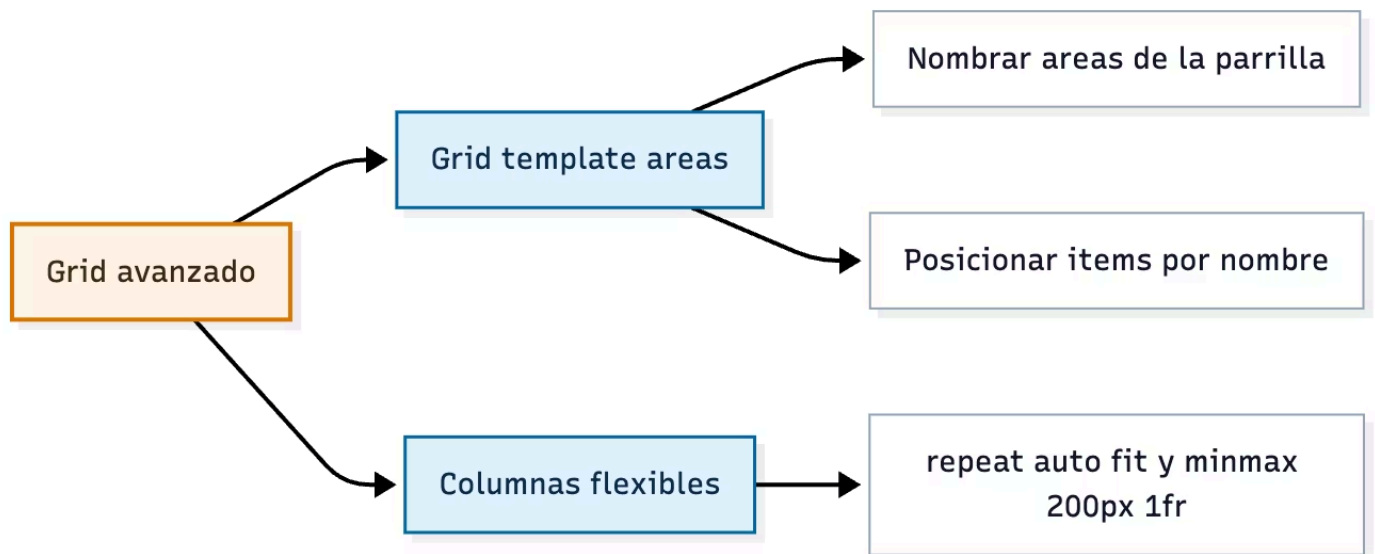 Grid avanzado
Grid template areas
Nombrar areas de la parrilla
Posicionar items por nombre
Columnas flexibles
repeat auto fit y minmax
200px 1fr